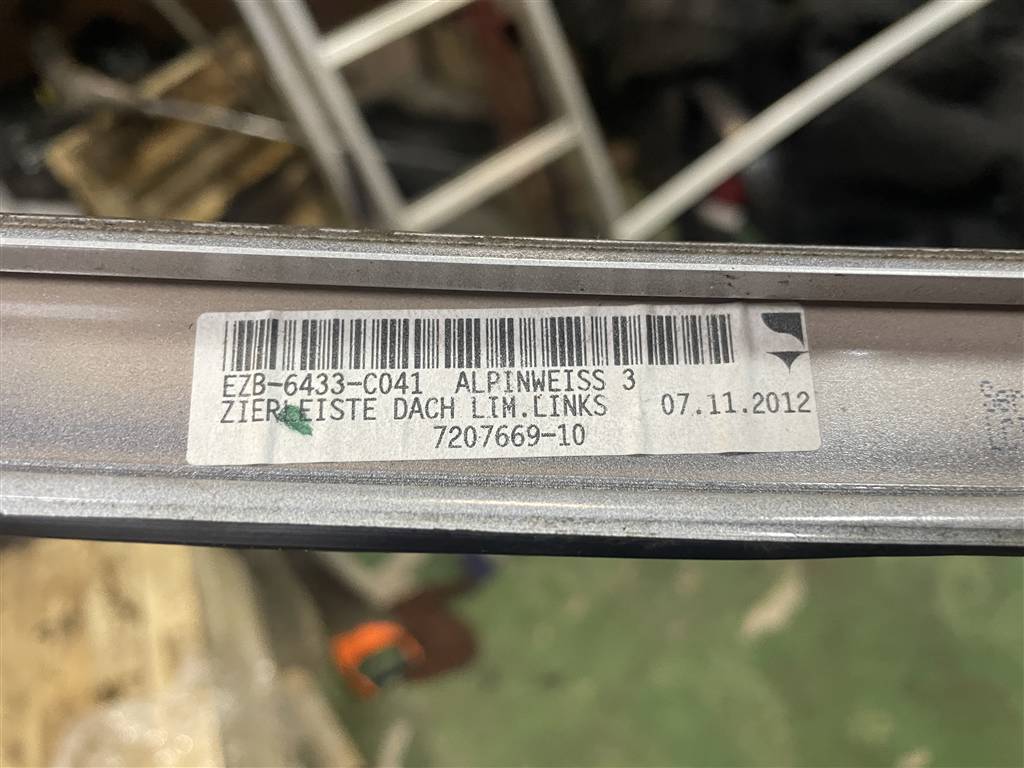 EZB-6433-C041 ALPINWEISS 3
ZIERLEISTE DACH LIM.LINKS 07.11.2012
7207669-10